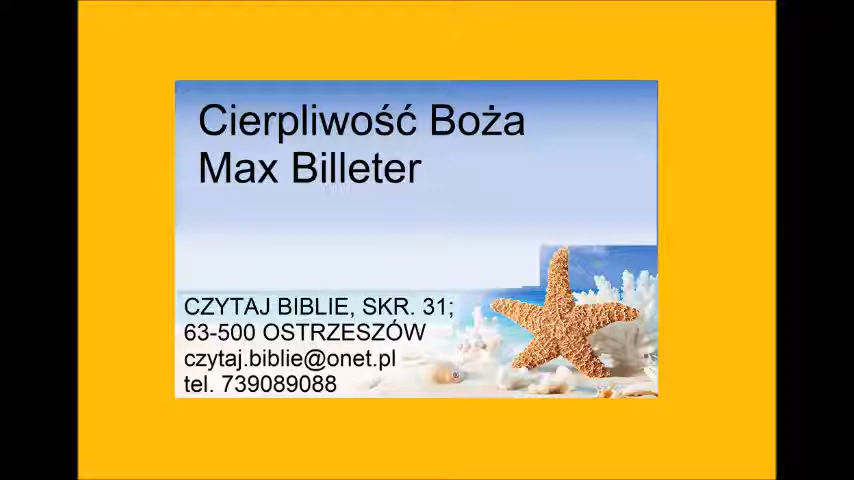 Cierpliwość Boża
Max Billeter
CZYTAJ BIBLIE, SKR. 31;
63-500 OSTRZESZÓW
czytaj.biblie@onet.pl
tel. 739089088